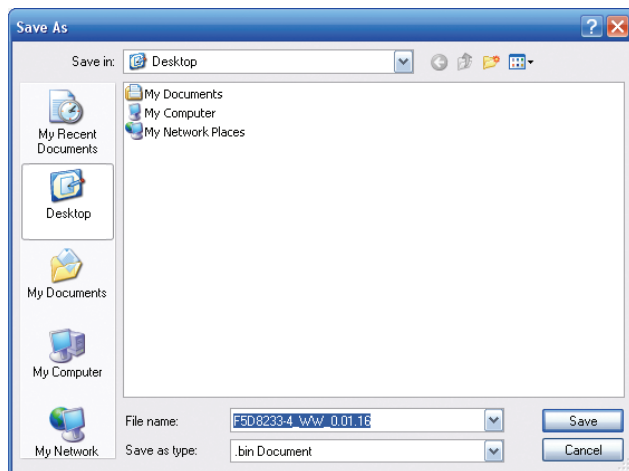 Save As
Save in:
Desktop
My Documents
My Computer
My Network Places
My Recent
Documents
Desktop
My Documents
My Computer
My Network
File name:
F5D8233-4_WW_0.01.16
Save
Save as type:
.bin Document
Cancel